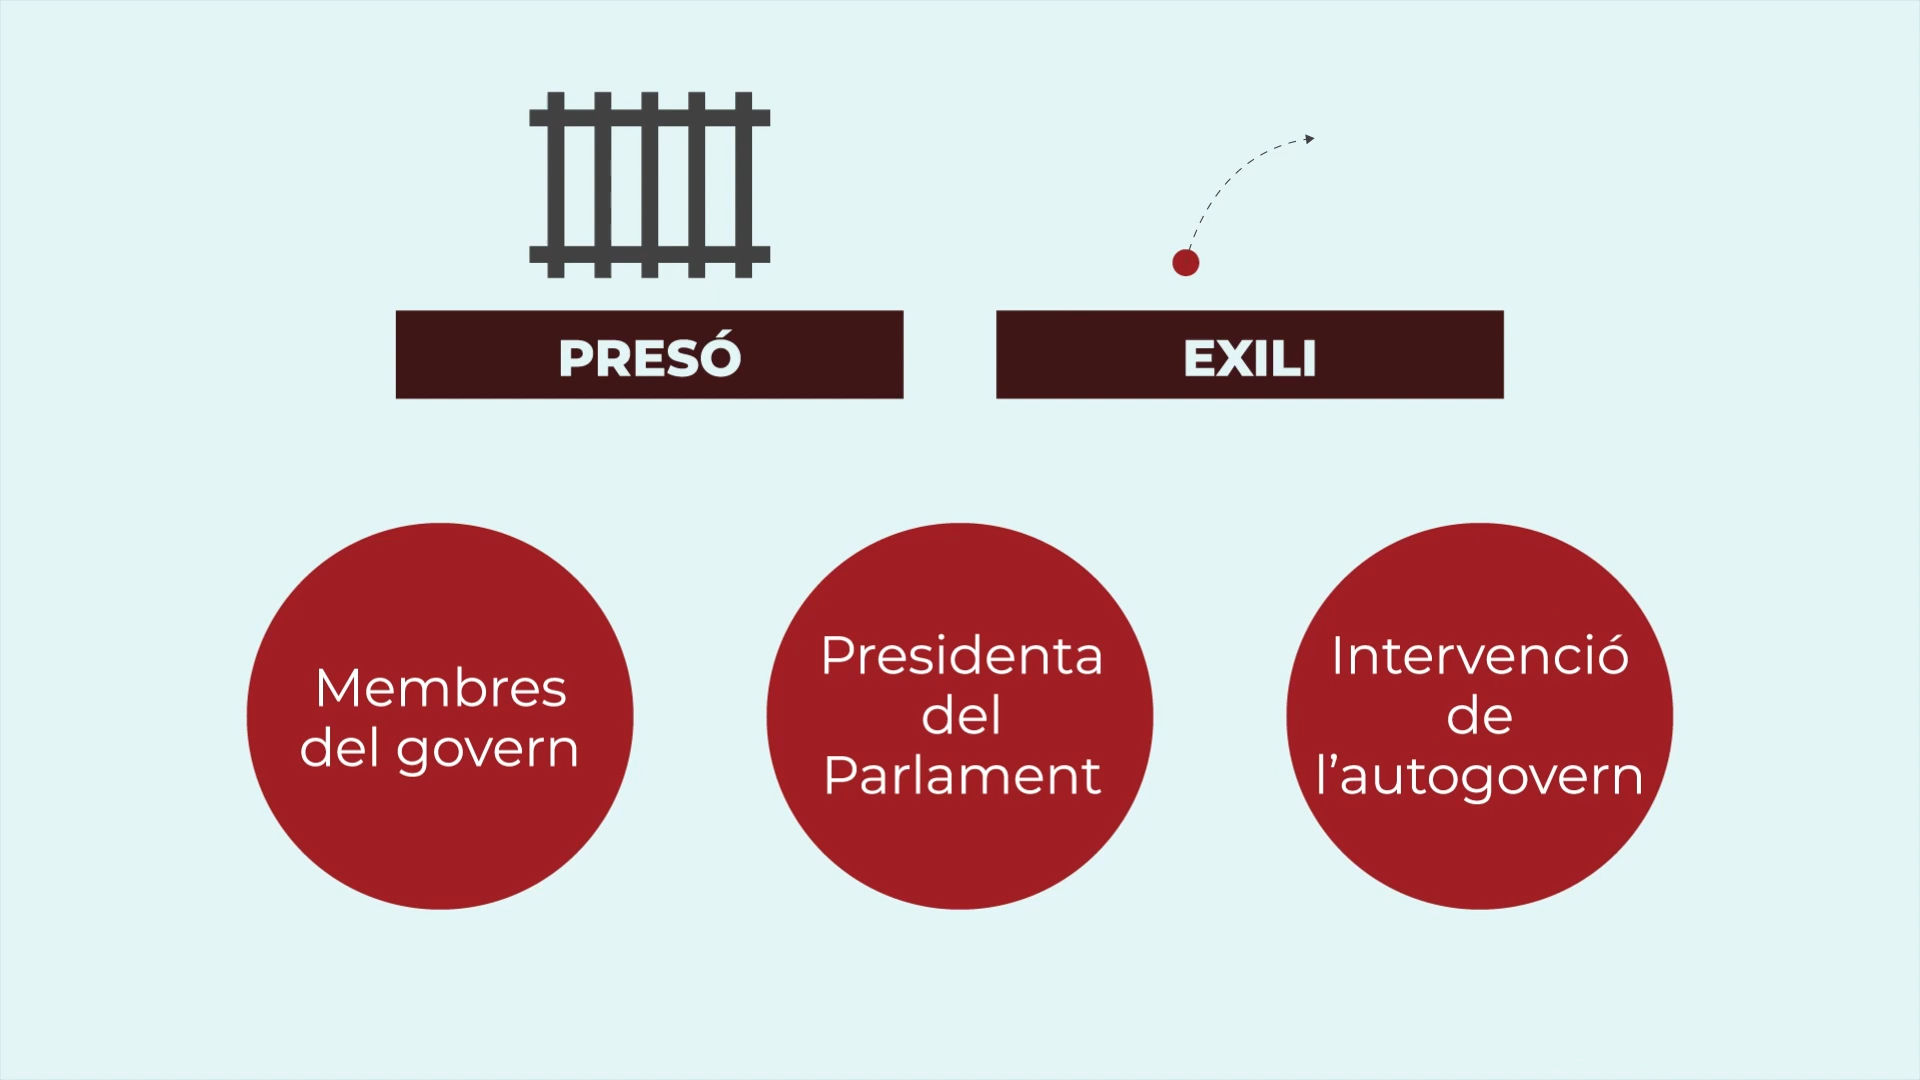 PRESÓ
EXILI
Membres
del govern
Presidenta
del
Parlament
Intervenció
de
l’autogovern